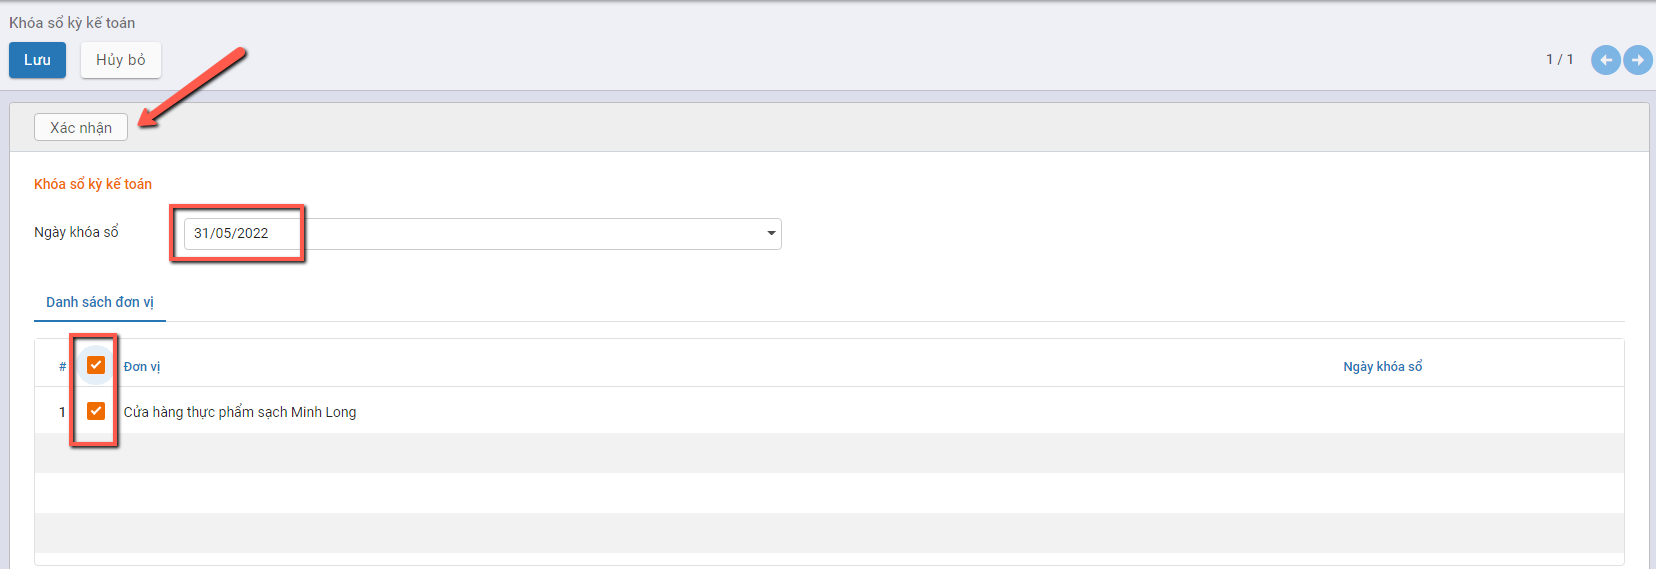 Khóa sổ kỳ kế toán
Lưu Hủy bỏ 1 / 1
Xác nhận
Khóa sổ kỳ kế toán
Ngày khóa sổ 31/05/2022
Danh sách đơn vị
# Đơn vị Ngày khóa sổ
1 Cửa hàng thực phẩm sạch Minh Long